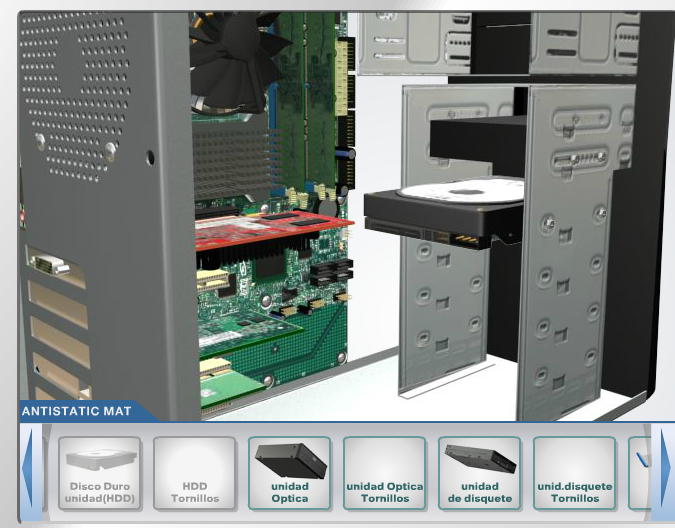 ANTISTATIC MAT
Disco Duro
unidad(HDD)
HDD
Tornillos
unidad
Optica
unidad Optica
Tornillos
unidad
de disquete
unid.disquete
Tornillos